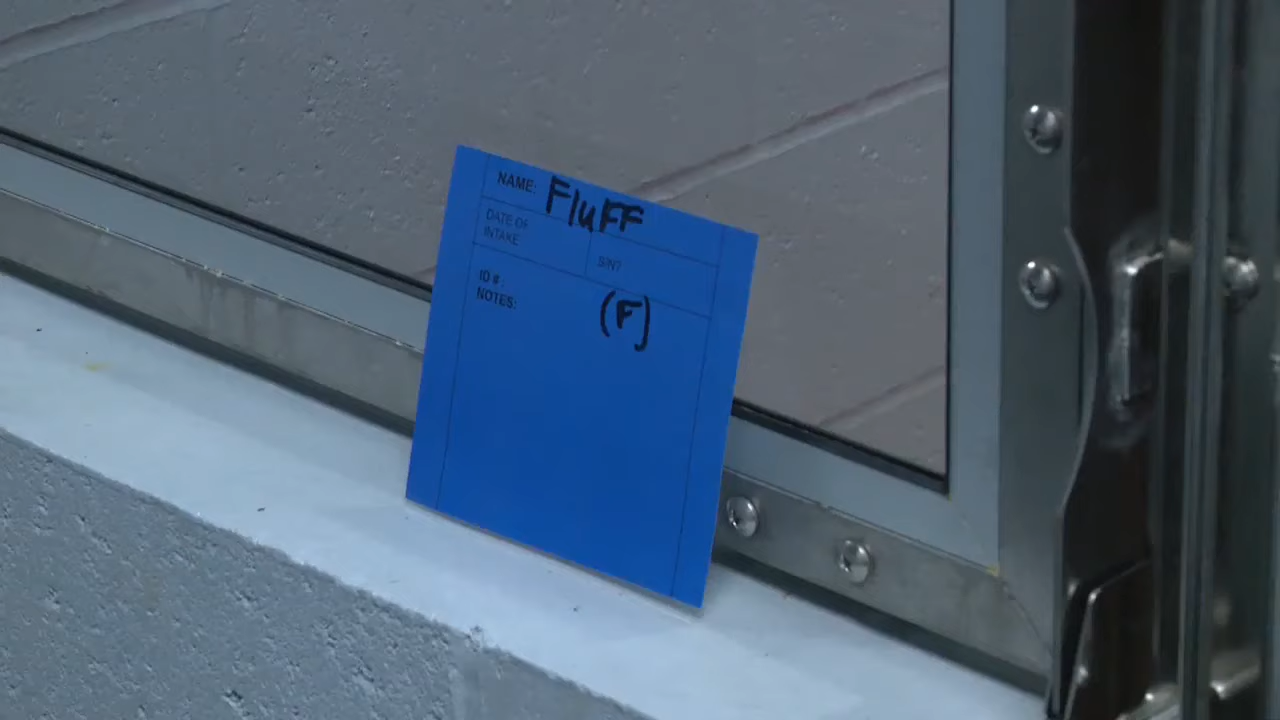 NAME: FluFF
DATE OF
INTAKE
S/N?
ID #:
NOTES:
(F)